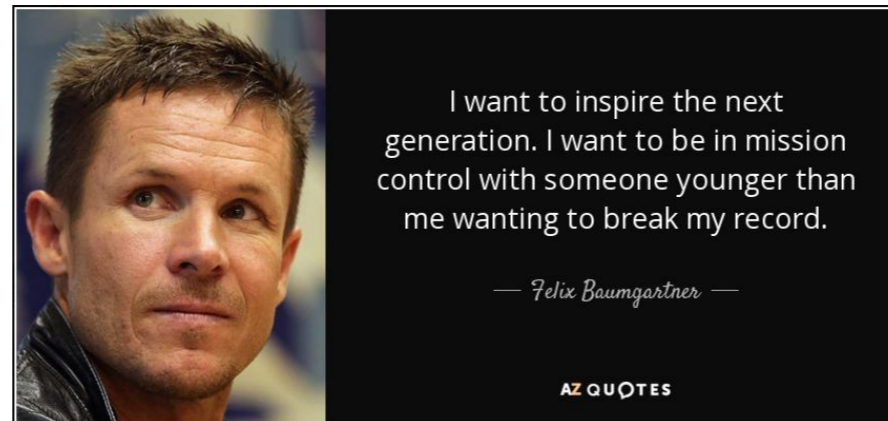 I want to inspire the next
generation. I want to be in mission
control with someone younger than
me wanting to break my record.
— Felix Baumgartner —
AZ QUOTES